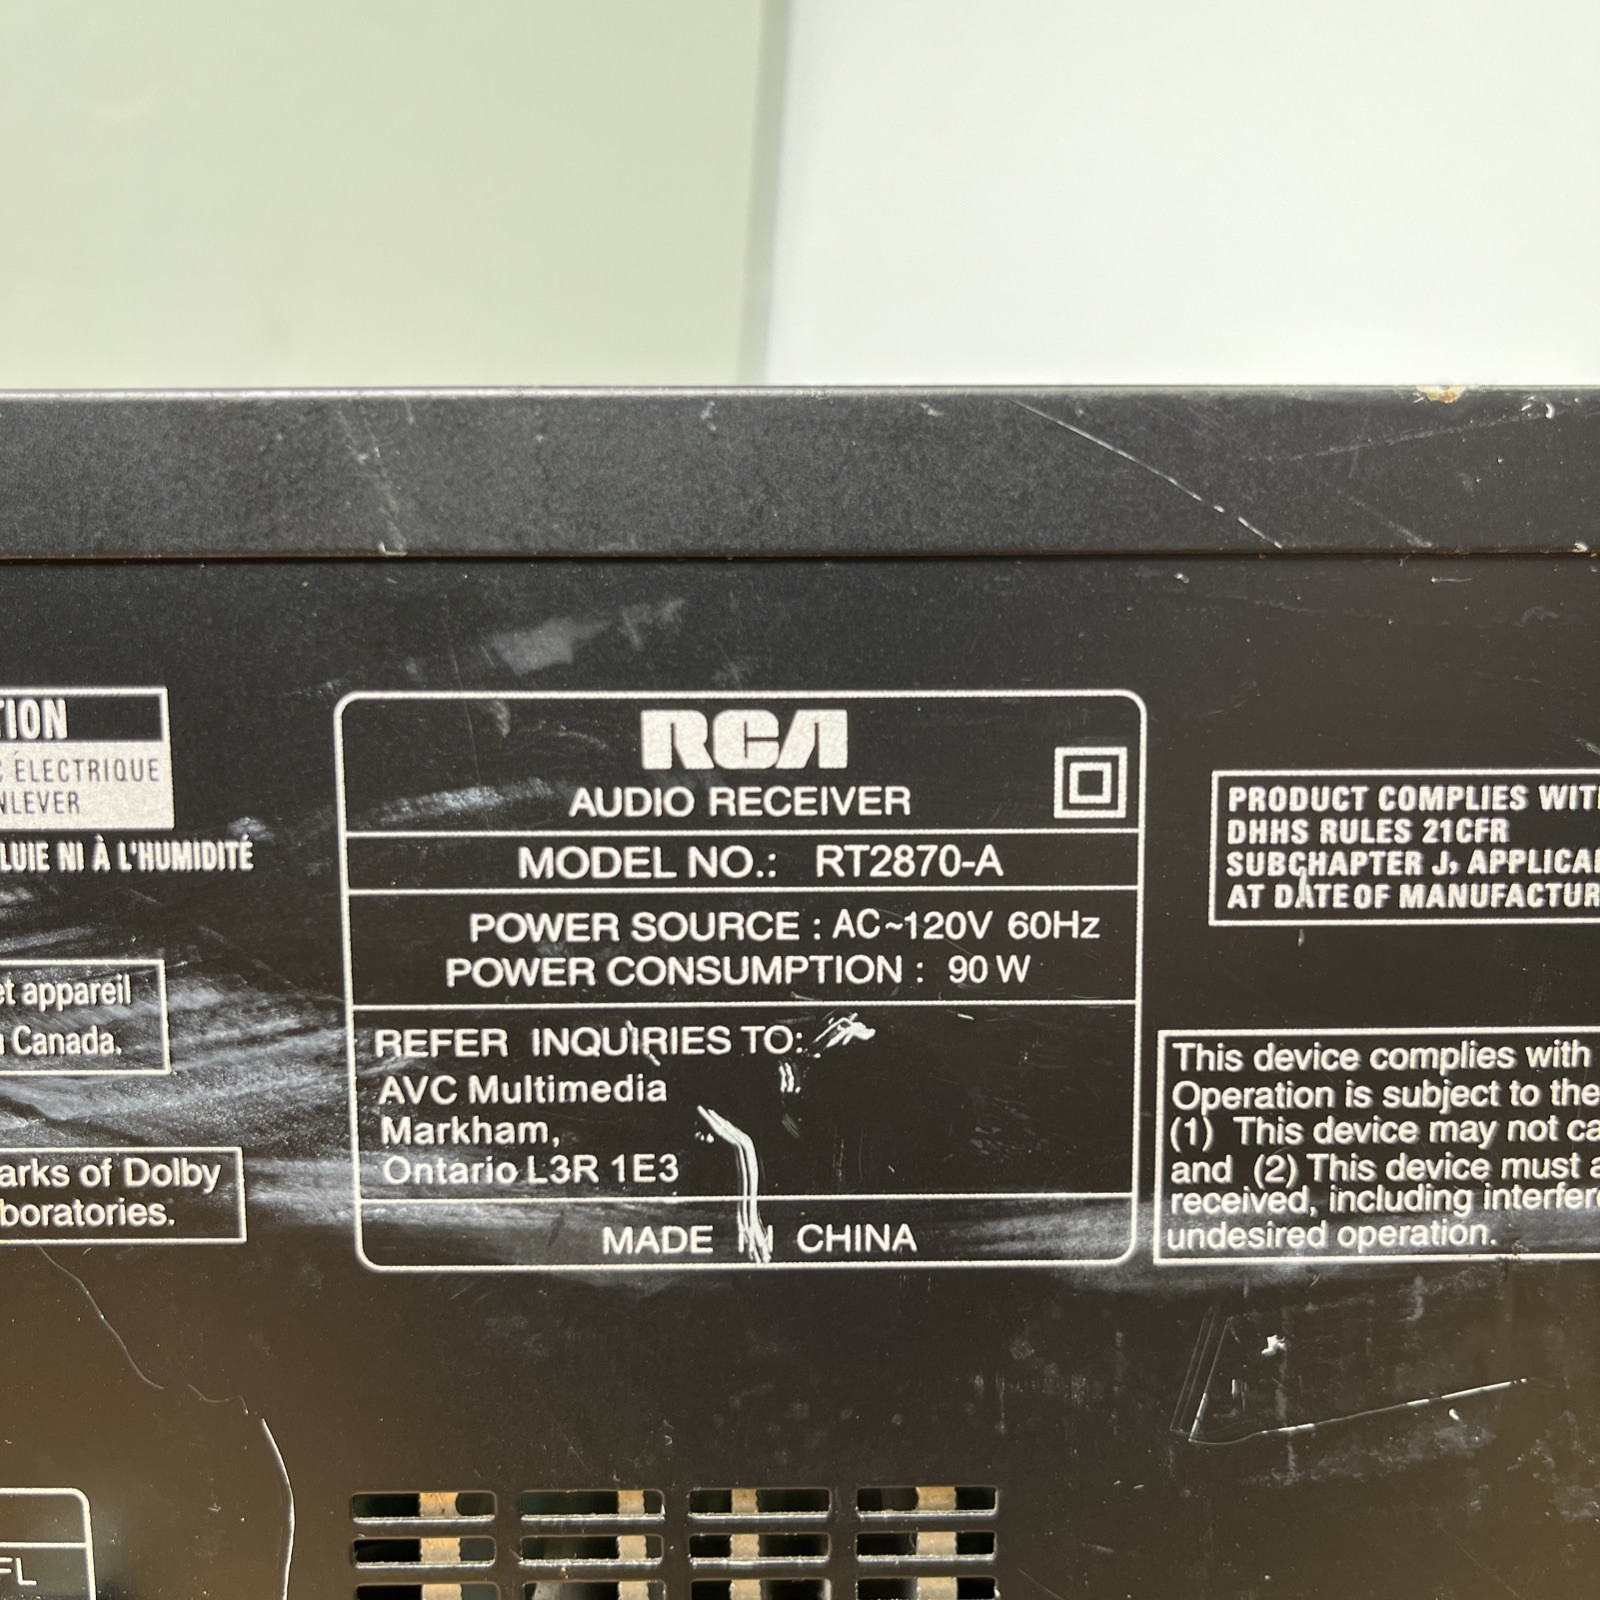 TION
C ÉLECTRIQUE
NLEVER
LUIE NI À L'HUMIDITÉ
et appareil
Canada.
arks of Dolby
boratories.
FL
RCA
AUDIO RECEIVER
MODEL NO.: RT2870-A
POWER SOURCE : AC~120V 60Hz
POWER CONSUMPTION : 90 W
REFER INQUIRIES TO:
AVC Multimedia
Markham,
Ontario L3R 1E3
MADE IN CHINA
PRODUCT COMPLIES WITH
DHHS RULES 21CFR
SUBCHAPTER J, APPLICA
AT DATE OF MANUFACTUR
This device complies with
Operation is subject to the
(1) This device may not ca
and (2) This device must a
received, including interfere
undesired operation.